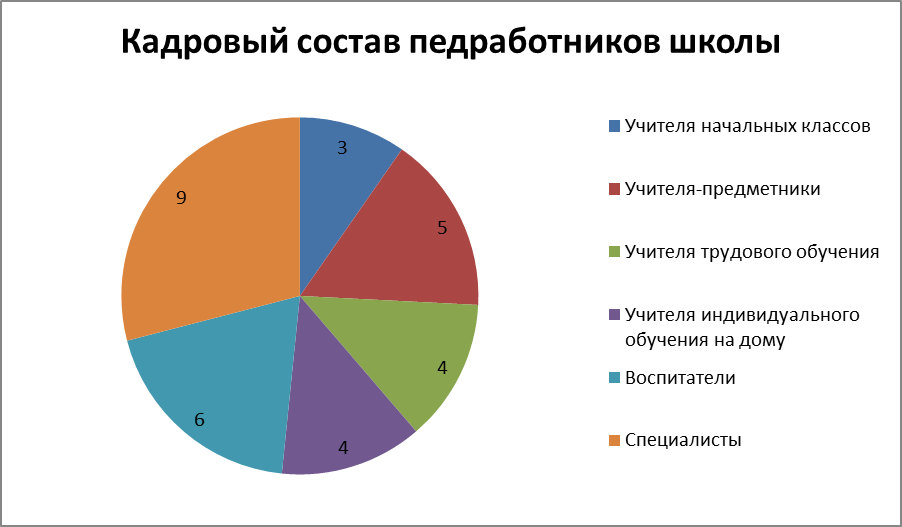 Кадровый состав педработников школы
3
5
4
4
6
9
Учителя начальных классов
Учителя-предметники
Учителя трудового обучения
Учителя индивидуального
обучения на дому
Воспитатели
Специалисты